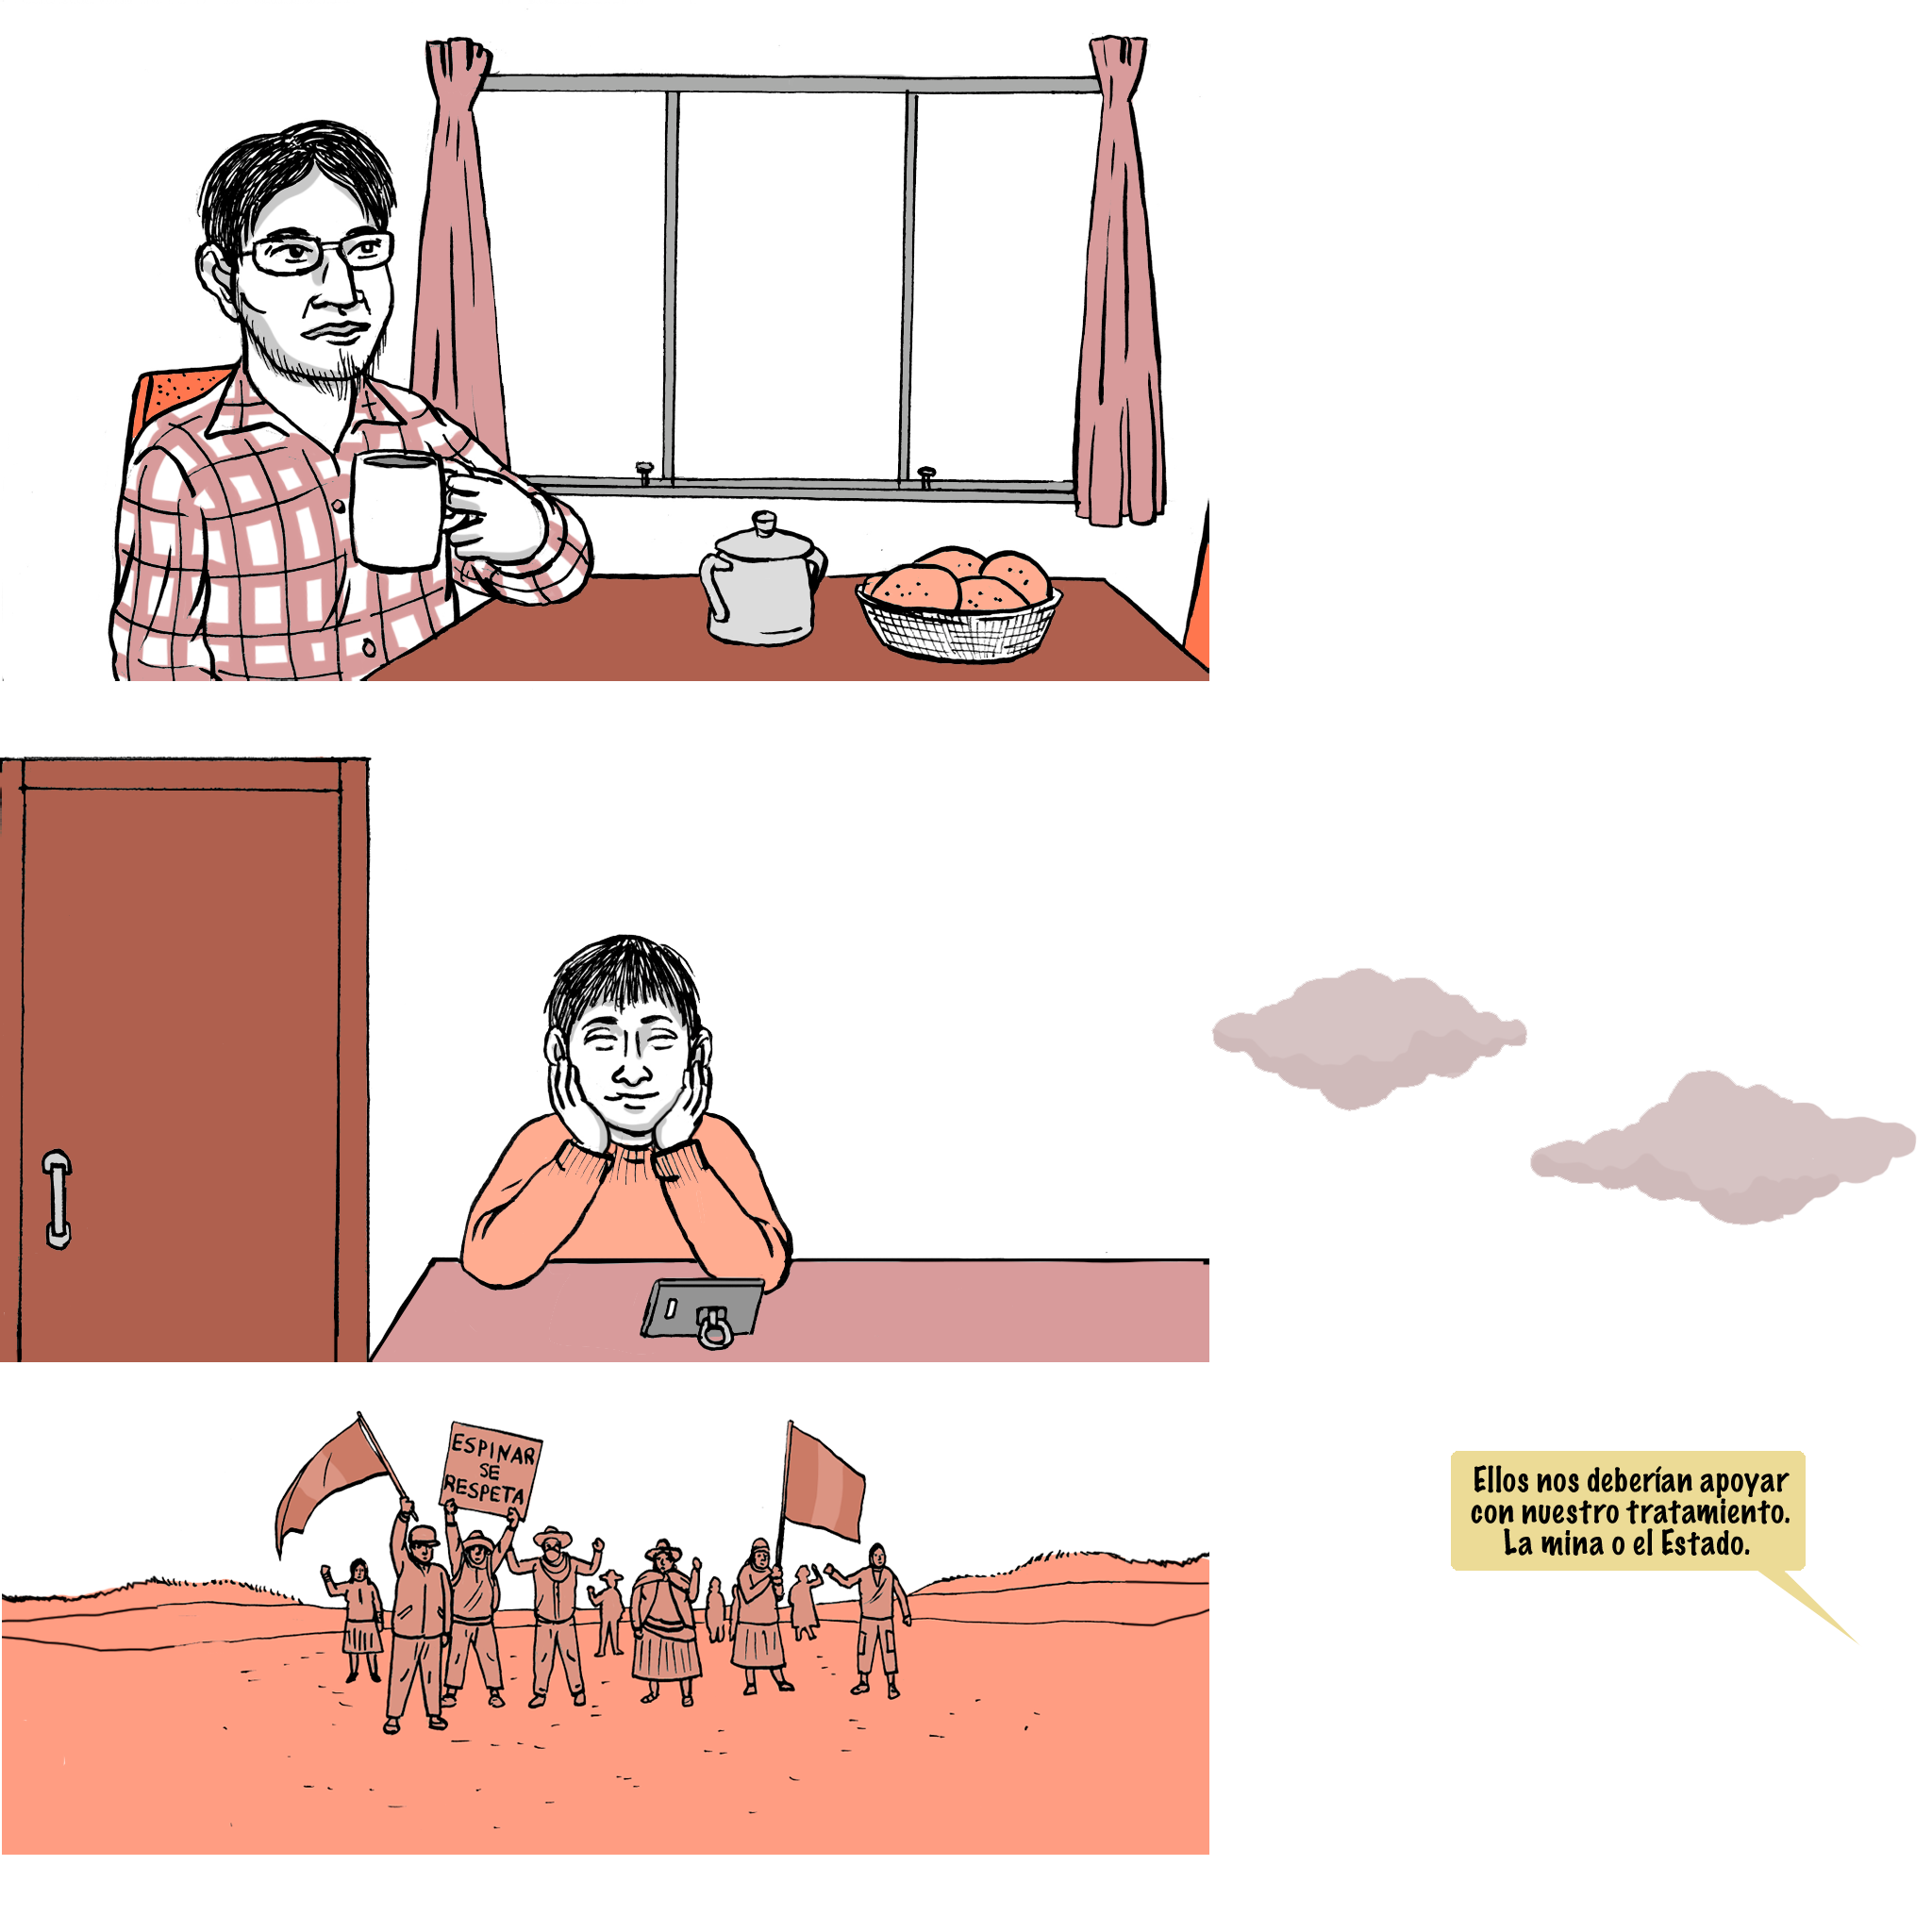 ESPINAR
SE
RESPETA
Ellos nos deberían apoyar
con nuestro tratamiento.
La mina o el Estado.